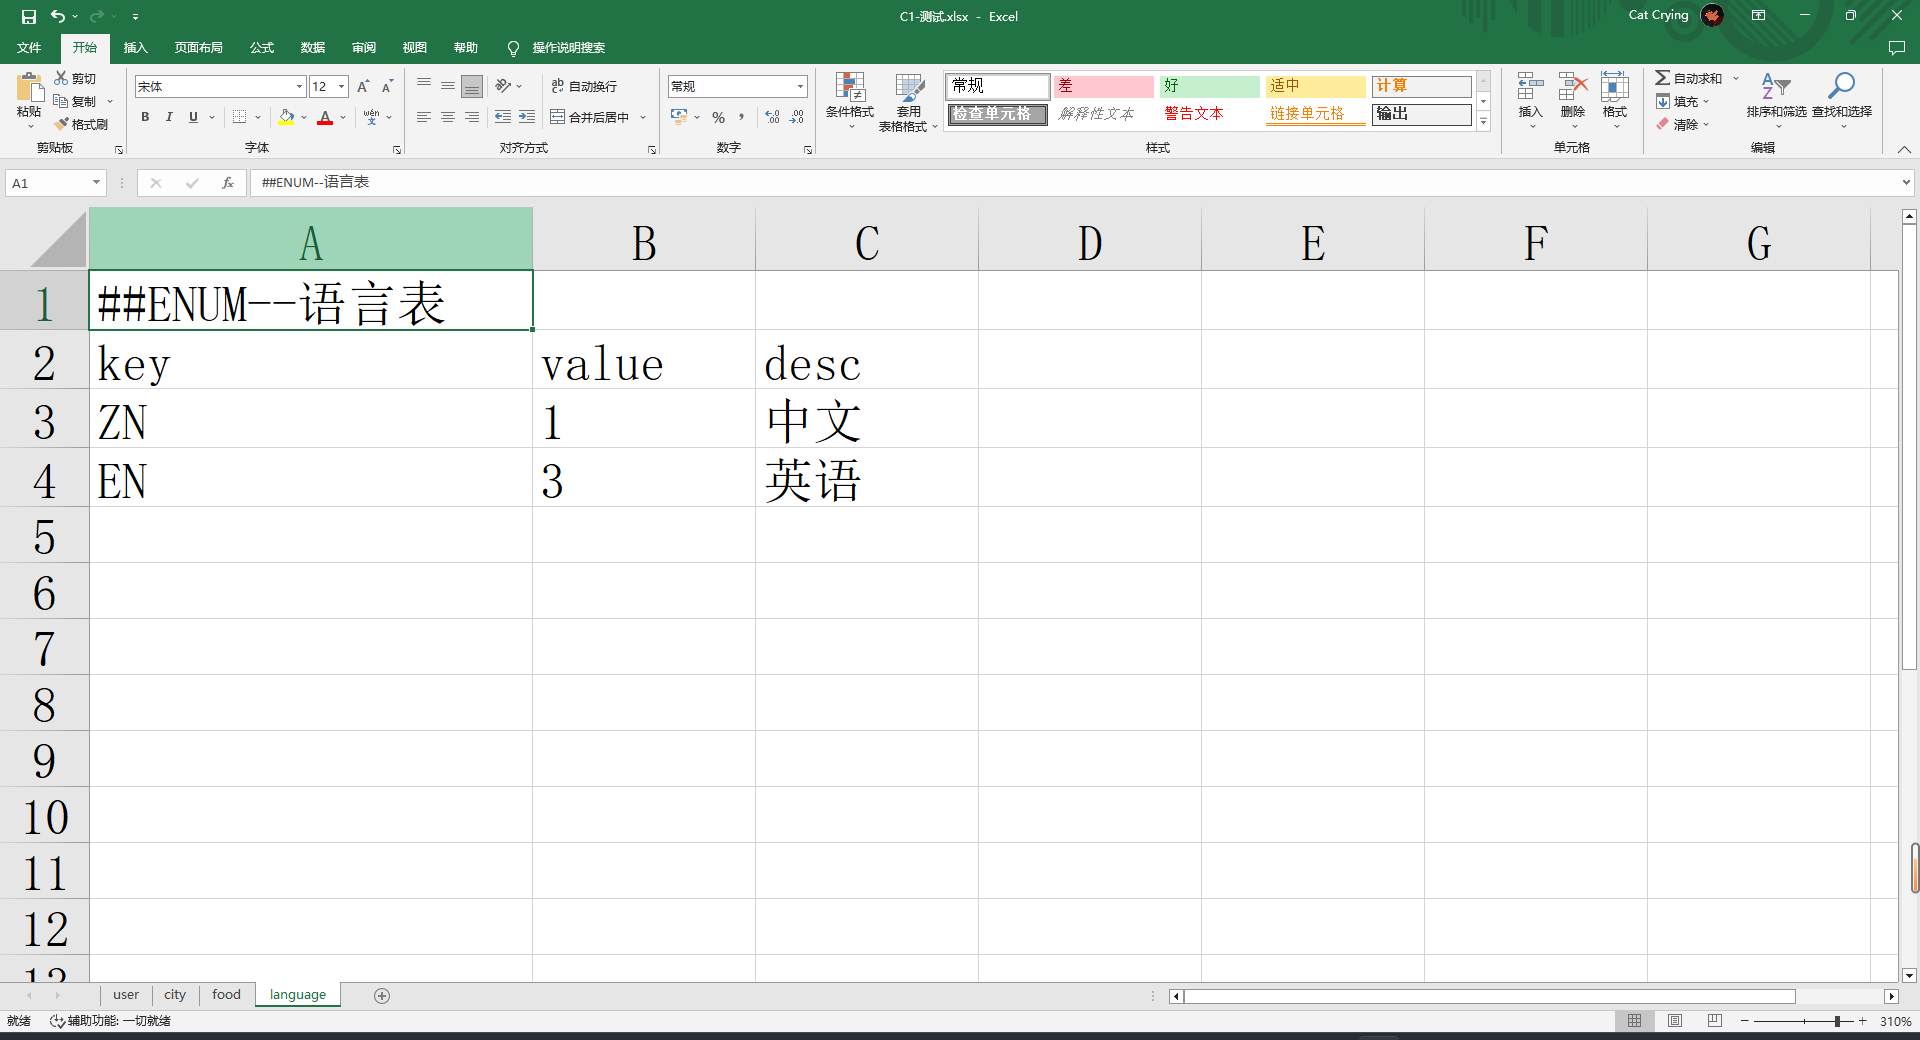 C1-测试.xlsx - Excel
Cat Crying
文件 开始 插入 页面布局 公式 数据 审阅 视图 帮助 操作说明搜索
粘贴 剪切 复制 格式刷 剪贴板
宋体 12 A A
B I U A wén 文 字体
ab 自动换行 合并后居中 对齐方式
常规 % , .00 数字
条件格式 套用 表格格式
常规 差 好 适中 计算
检查单元格 解释性文本 警告文本 链接单元格 输出
样式
插入 删除 格式 单元格
自动求和 填充 清除 排序和筛选 查找和选择 编辑
A1 fx ##ENUM--语言表
A B C D E F G
1 ##ENUM--语言表
2 key value desc
3 ZN 1 中文
4 EN 3 英语
5
6
7
8
9
10
11
12
13
user city food language
就绪 辅助功能: 一切就绪 310%